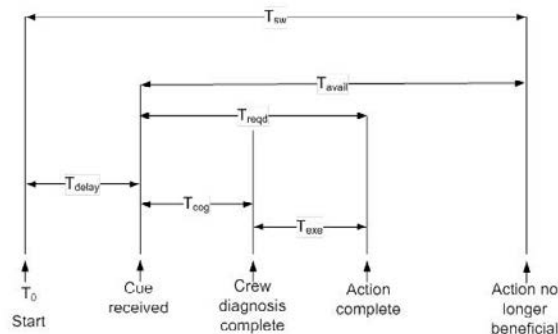 Tsw
Tavail
Treqd
Tdelay
Tcog
Texe
T0
Start
Cue
received
Crew
diagnosis
complete
Action
complete
Action no
longer
beneficial